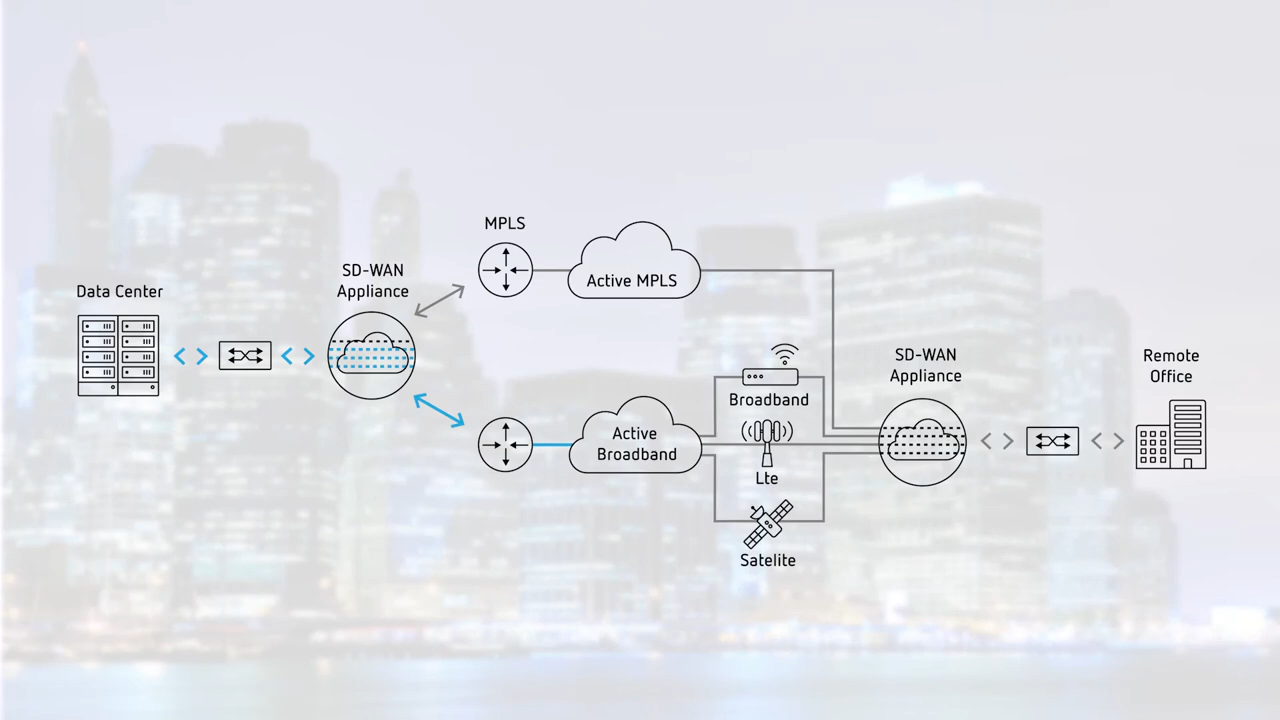 Data Center
SD-WAN
Appliance
MPLS
Active MPLS
Active
Broadband
Broadband
Lte
Satelite
SD-WAN
Appliance
Remote
Office